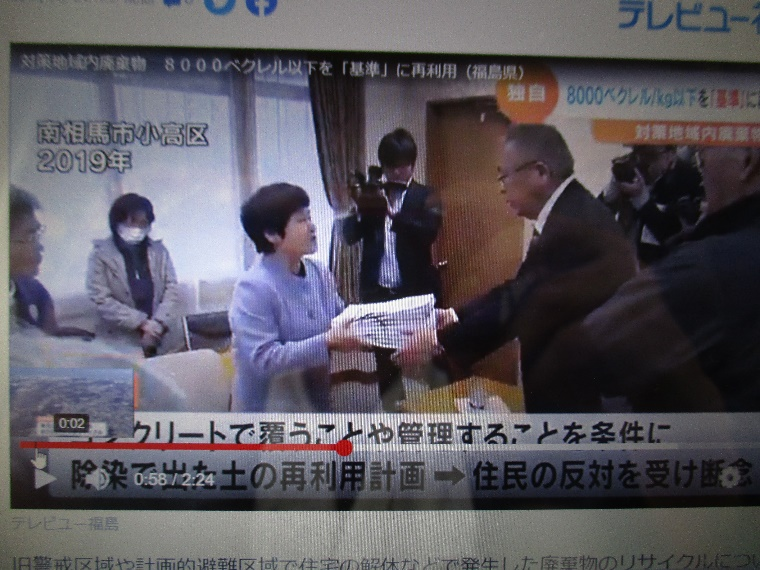 テレビュー
対策地域内廃棄物　８０００ベクレル以下を「基準」に再利用（福島県）
独自
8000ベクレル/kg以下を「基準」に
対策地域内廃棄物
南相馬市小高区
2019年
0:02
コンクリートで覆うことや管理することを条件に
除染で出た土の再利用計画➡住民の反対を受け断念
0:58 / 2:24
テレビュー福島
旧警戒区域や計画的避難区域で住宅の解体などで発生した廃棄物のリサイクルについ